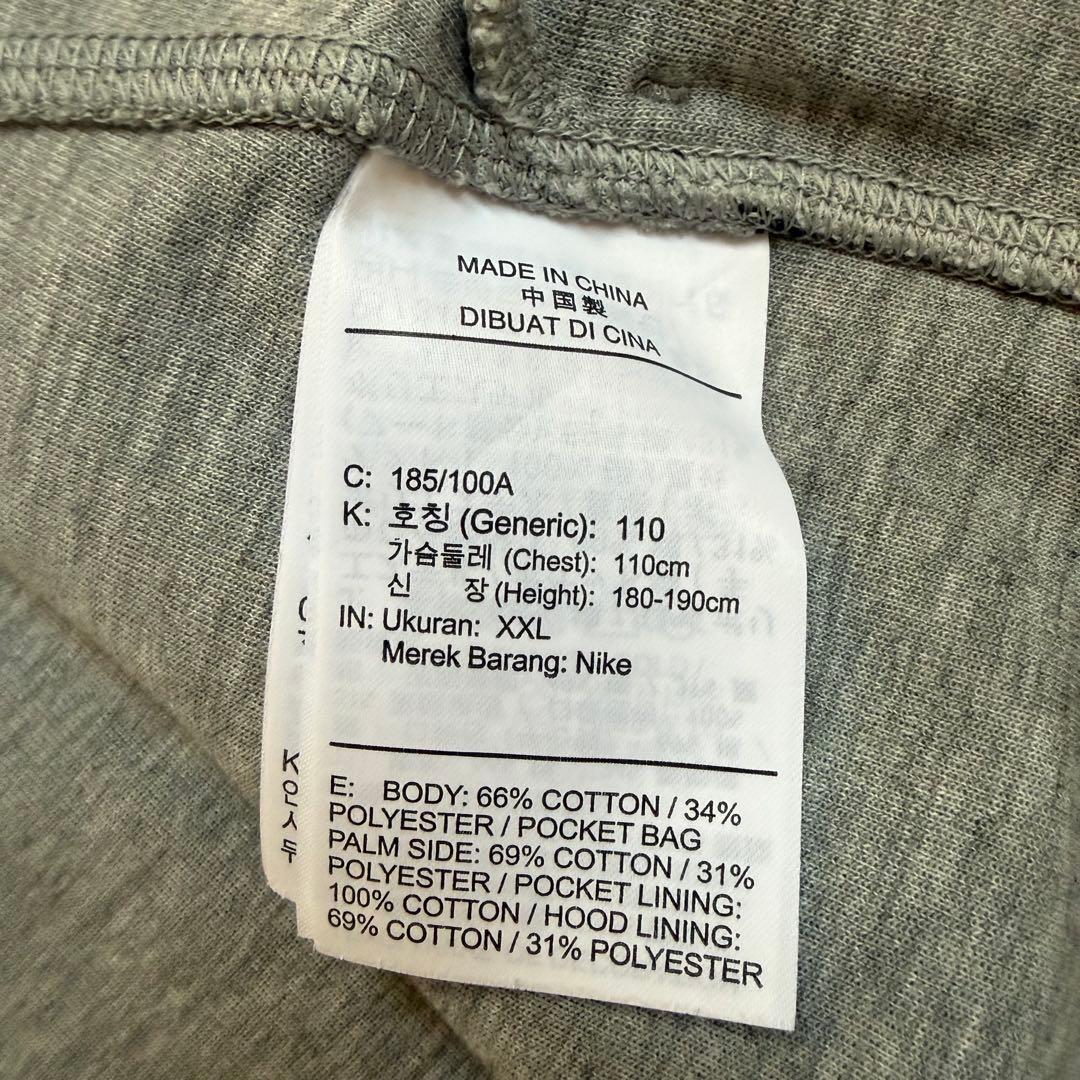 MADE IN CHINA
中国製
DIBUAT DI CINA
C: 185/100A
K: 호칭 (Generic): 110
가슴둘레 (Chest): 110cm
신 장 (Height): 180-190cm
IN: Ukuran: XXL
Merek Barang: Nike
E: BODY: 66% COTTON / 34%
POLYESTER / POCKET BAG
PALM SIDE: 69% COTTON / 31%
POLYESTER / POCKET LINING:
100% COTTON / HOOD LINING:
69% COTTON / 31% POLYESTER
K
두